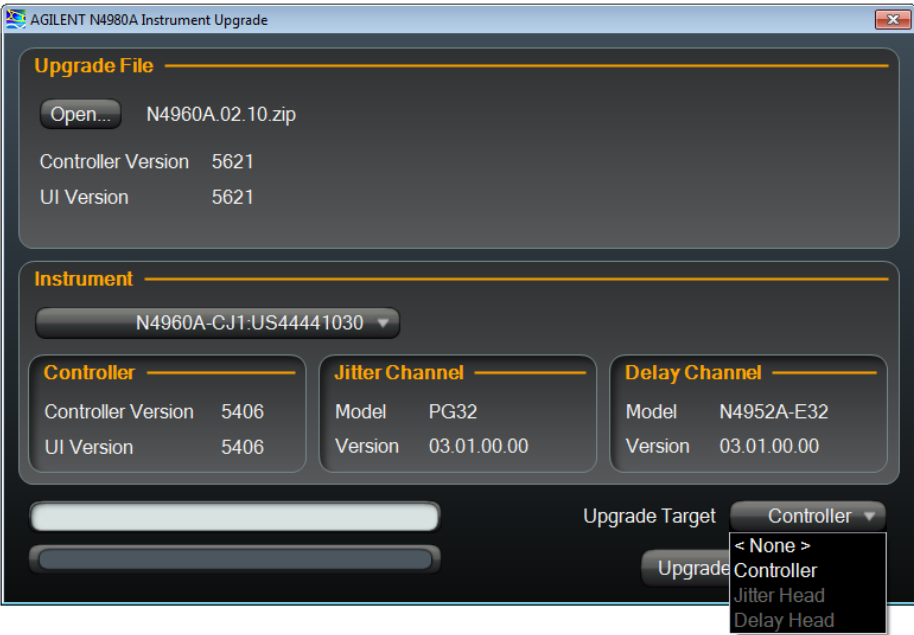 AGILENT N4980A Instrument Upgrade
Upgrade File
Open... N4960A.02.10.zip
Controller Version 5621
UI Version 5621
Instrument
N4960A-CJ1:US44441030
Controller
Controller Version 5406
UI Version 5406
Jitter Channel
Model PG32
Version 03.01.00.00
Delay Channel
Model N4952A-E32
Version 03.01.00.00
Upgrade Target Controller
< None >
Controller
Jitter Head
Delay Head
Upgrade